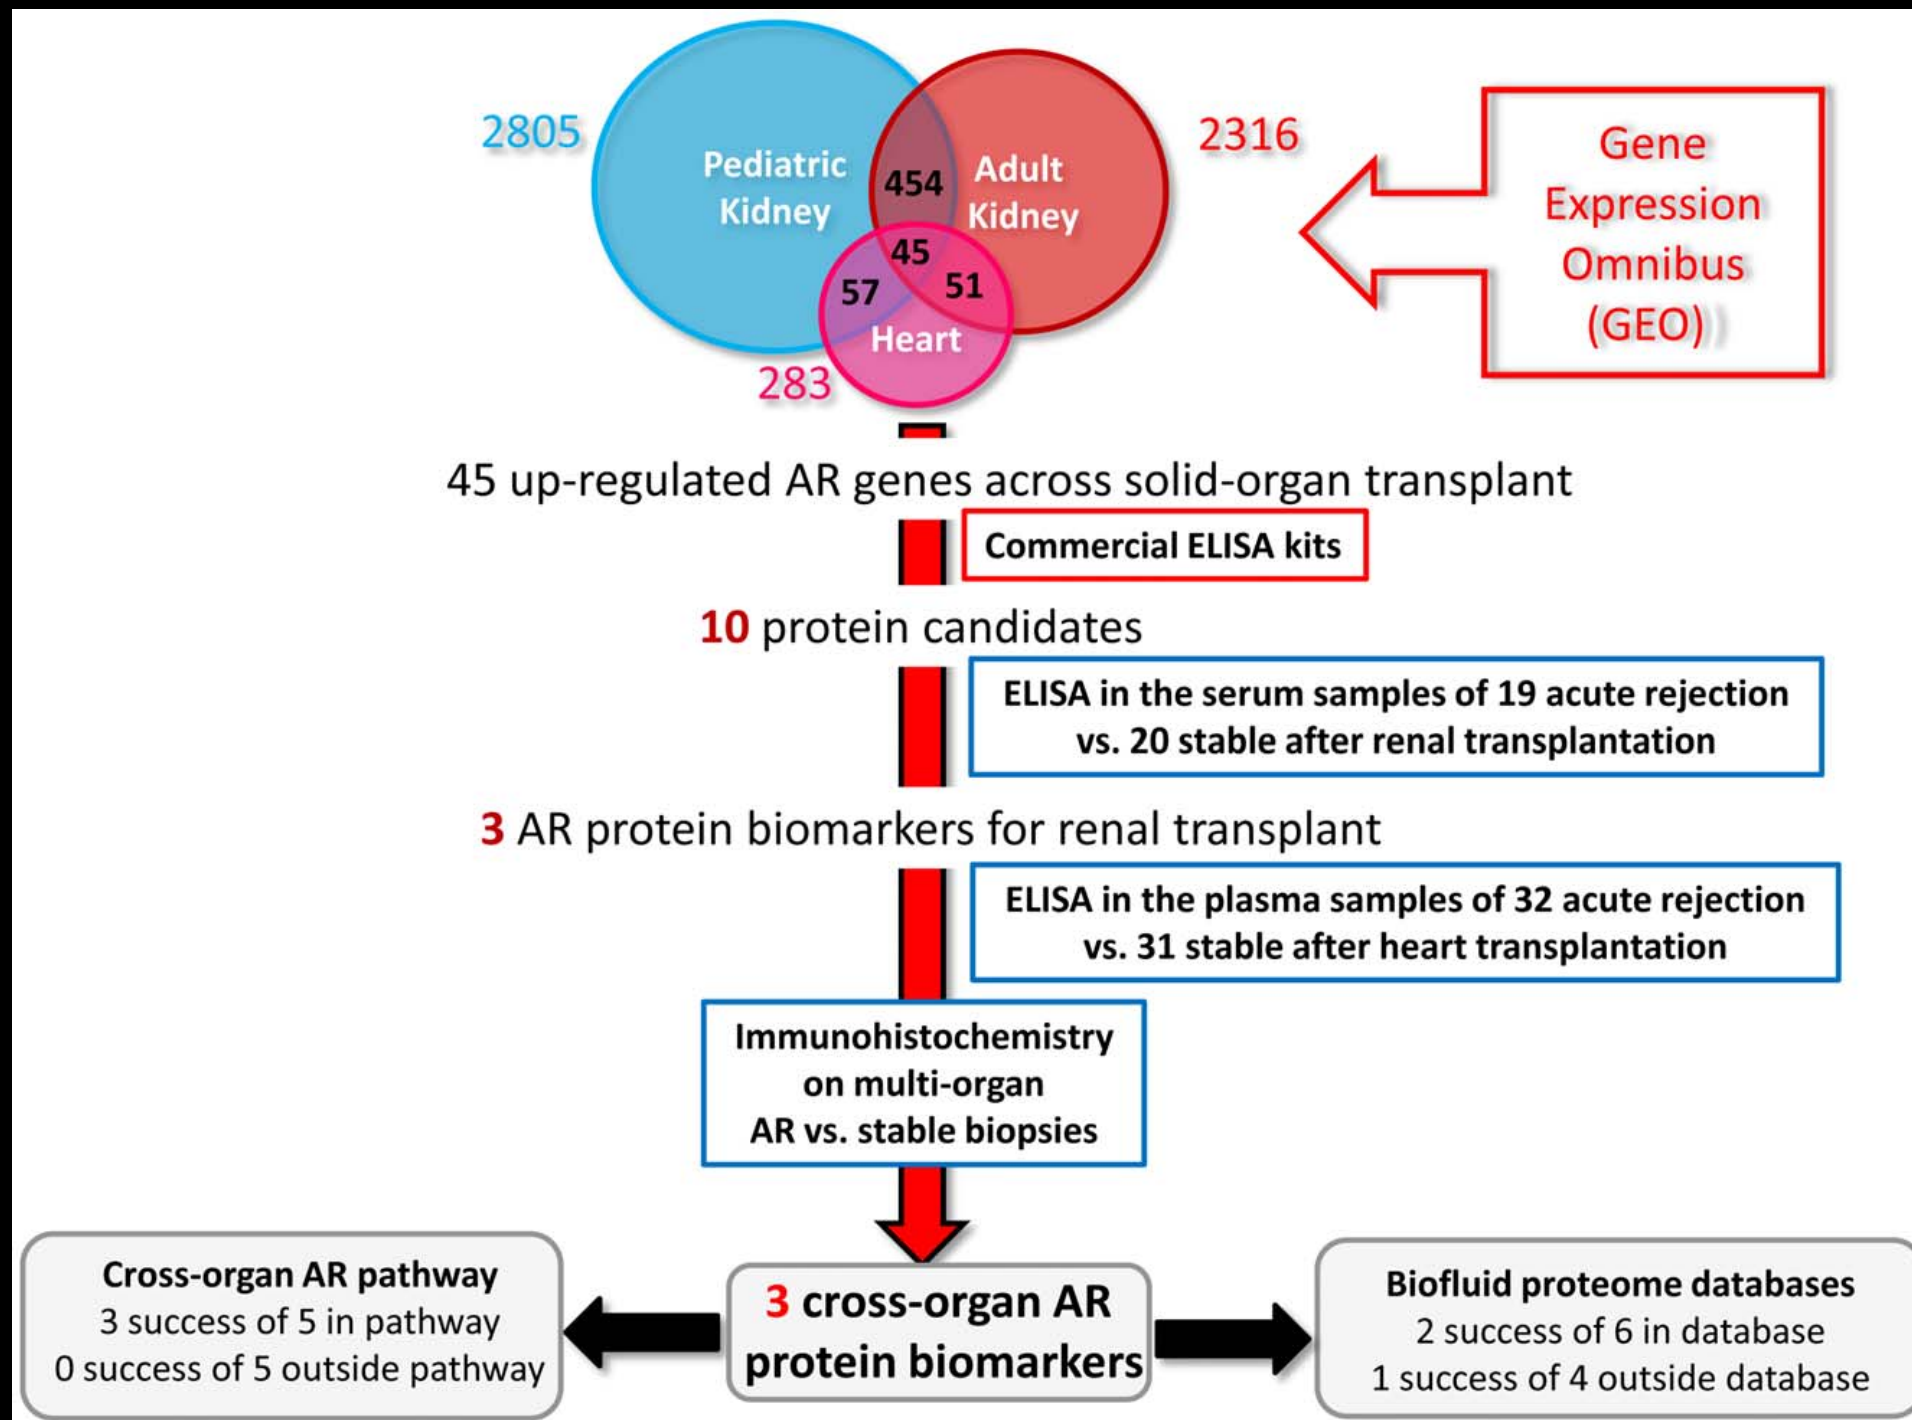 2805
Pediatric
Kidney
454
Adult
Kidney
2316
45
57
51
Heart
283
Gene
Expression
Omnibus
(GEO)
45 up-regulated AR genes across solid-organ transplant
Commercial ELISA kits
10 protein candidates
ELISA in the serum samples of 19 acute rejection
vs. 20 stable after renal transplantation
3 AR protein biomarkers for renal transplant
ELISA in the plasma samples of 32 acute rejection
vs. 31 stable after heart transplantation
Immunohistochemistry
on multi-organ
AR vs. stable biopsies
Cross-organ AR pathway
3 success of 5 in pathway
0 success of 5 outside pathway
3 cross-organ AR
protein biomarkers
Biofluid proteome databases
2 success of 6 in database
1 success of 4 outside database